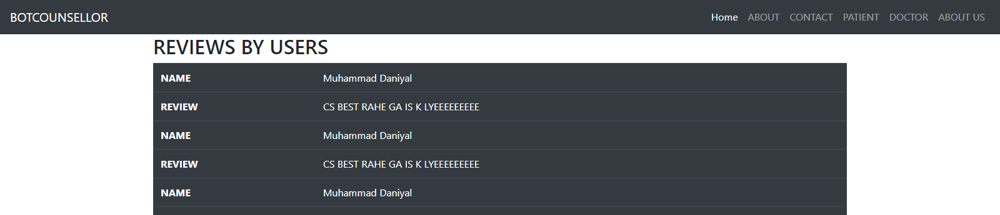 BOTCOUNSELLOR Home ABOUT CONTACT PATIENT DOCTOR ABOUT US
REVIEWS BY USERS
NAME Muhammad Daniyal
REVIEW CS BEST RAHE GA IS K LYEEEEEEEEE
NAME Muhammad Daniyal
REVIEW CS BEST RAHE GA IS K LYEEEEEEEEE
NAME Muhammad Daniyal